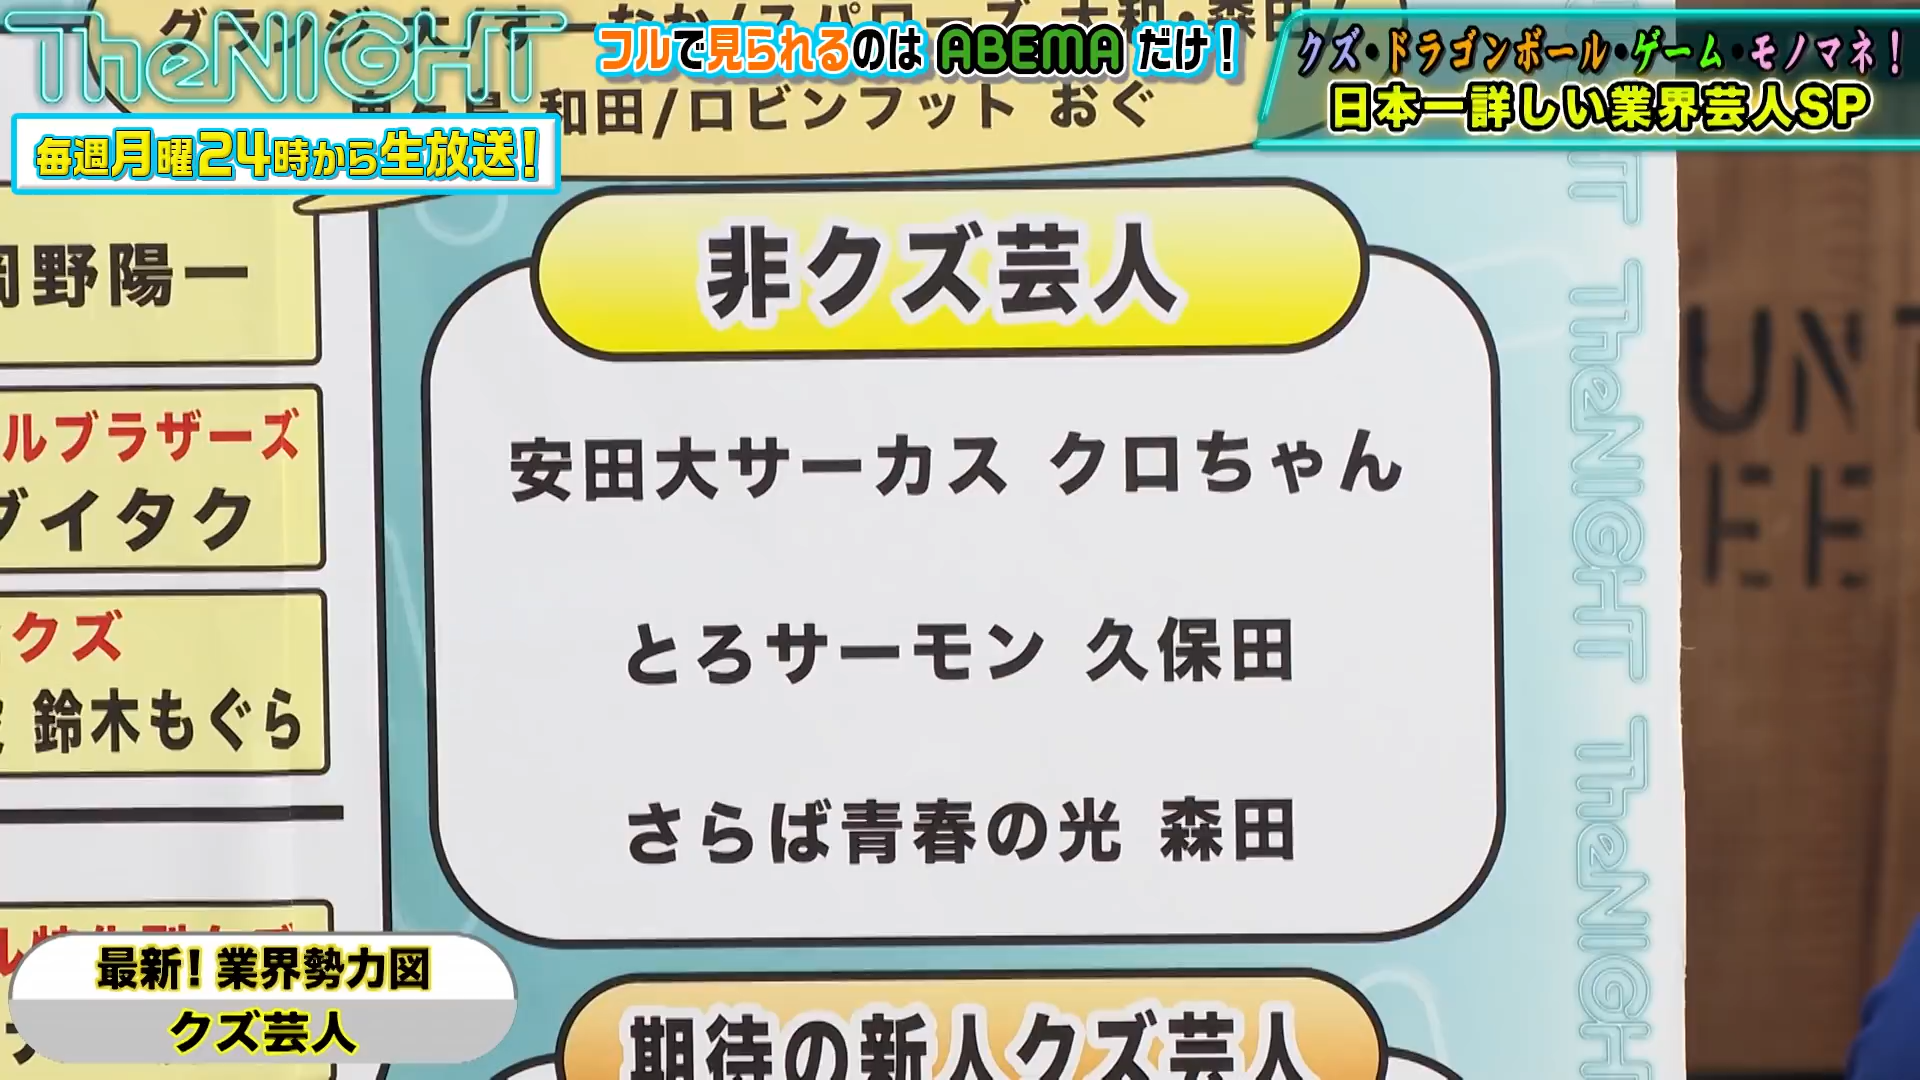 TheNIGHT
フルで見られるのは ABEMA だけ!
クズ・ドラゴンボール・ゲーム・モノマネ!
日本一詳しい業界芸人SP
毎週月曜24時から生放送!
和田/ロビンフット おぐ
非クズ芸人
安田大サーカス クロちゃん
とろサーモン 久保田
さらば青春の光 森田
期待の新人クズ芸人
岡野陽一
ルブラザーズ
ダイタク
クズ
鈴木もぐら
最新!業界勢力図
クズ芸人
TheNIGHT
TheNIGHT
UNT
EE